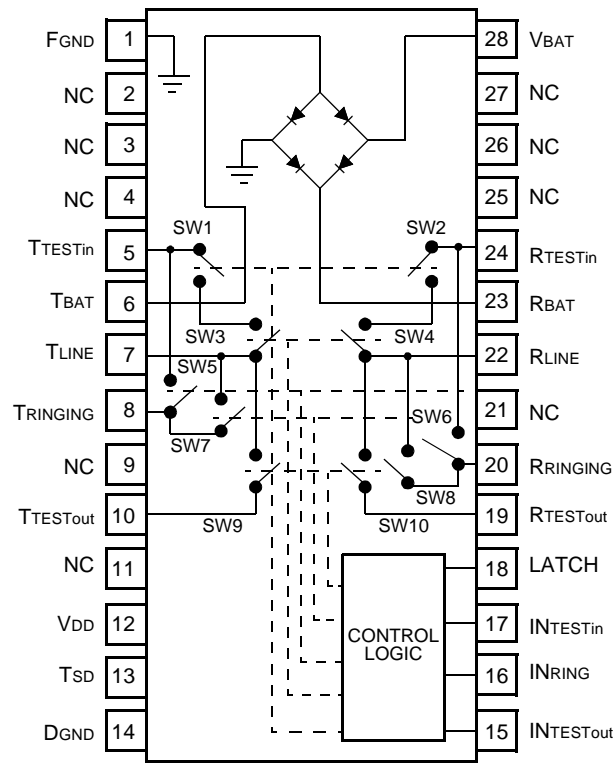 FGND 1
28 VBAT
NC 2
27 NC
NC 3
26 NC
NC 4
25 NC
SW1
SW2
TTESTin 5
24 RTESTin
TBAT 6
23 RBAT
SW3
SW4
TLINE 7
22 RLINE
SW5
TRINGING 8
SW6
21 NC
SW7
NC 9
20 RRINGING
SW8
TTESTout 10
SW9
SW10
19 RTESTout
NC 11
18 LATCH
VDD 12
CONTROL
LOGIC
17 INTESTin
TSD 13
16 INRING
DGND 14
15 INTESTout